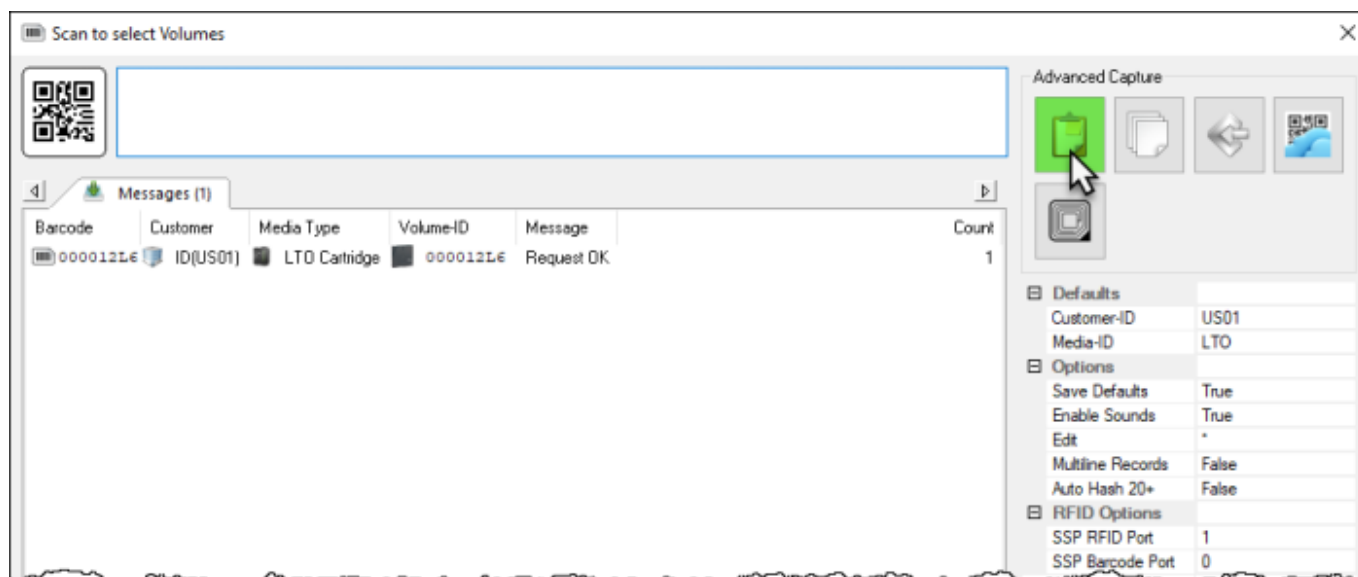 Scan to select Volumes
Advanced Capture
Messages (1)
Barcode Customer Media Type Volume-ID Message Count
000012L6 ID(US01) LTO Cartridge 000012L6 Request OK 1
Defaults
Customer-ID US01
Media-ID LTO
Options
Save Defaults True
Enable Sounds True
Edit *
Multiline Records False
Auto Hash 20+ False
RFID Options
SSP RFID Port 1
SSP Barcode Port 0